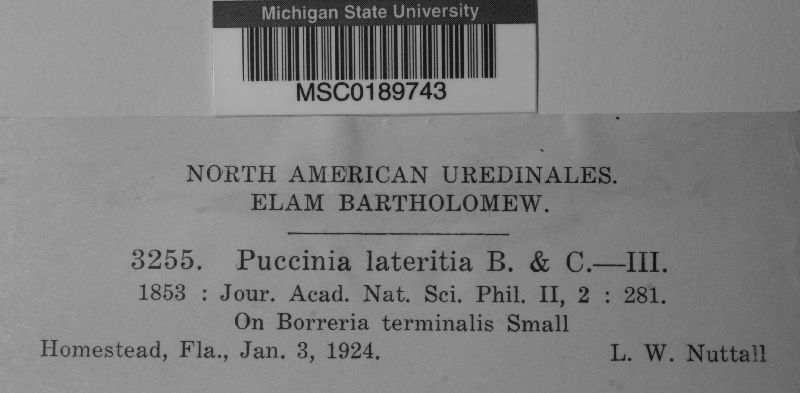 Michigan State University
MSC0189743
NORTH AMERICAN UREDINALES.
ELAM BARTHOLOMEW.
3255. Puccinia lateritia B. & C.—III.
1853 : Jour. Acad. Nat. Sci. Phil. II, 2 : 281.
On Borreria terminalis Small
Homestead, Fla., Jan. 3, 1924. L. W. Nuttall